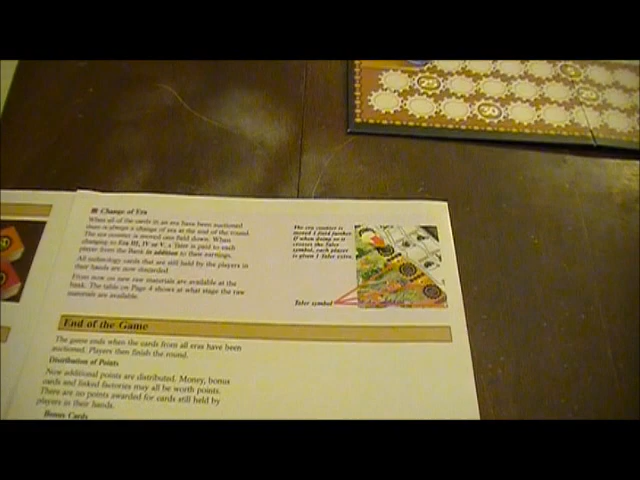 Change of Era
When all of the cards in an era have been auctioned
there is always a change of era at the end of the round.
The era counter is moved one field down. When
changing to Era III, IV or V, a Taler is paid to each
player from the Bank in addition to their earnings.
All technology cards that are still held by the players in
their hands are now discarded.
From now on new raw materials are available at the
bank. The table on Page 4 shows at what stage the raw
materials are available.
The era counter is
moved 1 field further.
If when doing so it
crosses the Taler
symbol, each player
is given 1 Taler extra.
Taler symbol
End of the Game
The game ends when the cards from all eras have been
auctioned. Players then finish the round.
Distribution of Points
Now additional points are distributed. Money, bonus
cards and linked factories may all be worth points.
There are no points awarded for cards still held by
players in their hands.
Bonus Cards